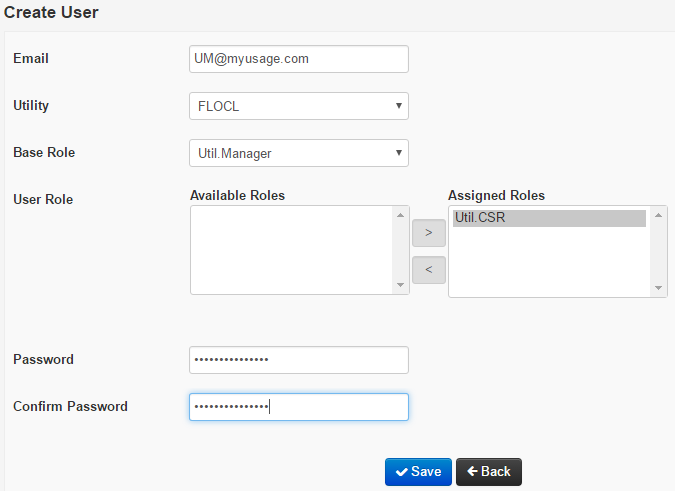 Create User
Email
UM@myusage.com
Utility
FLOCL
Base Role
Util.Manager
User Role
Available Roles
Assigned Roles
Util.CSR
>
<
Password
•••••••••••••••
Confirm Password
•••••••••••••••
Save
Back